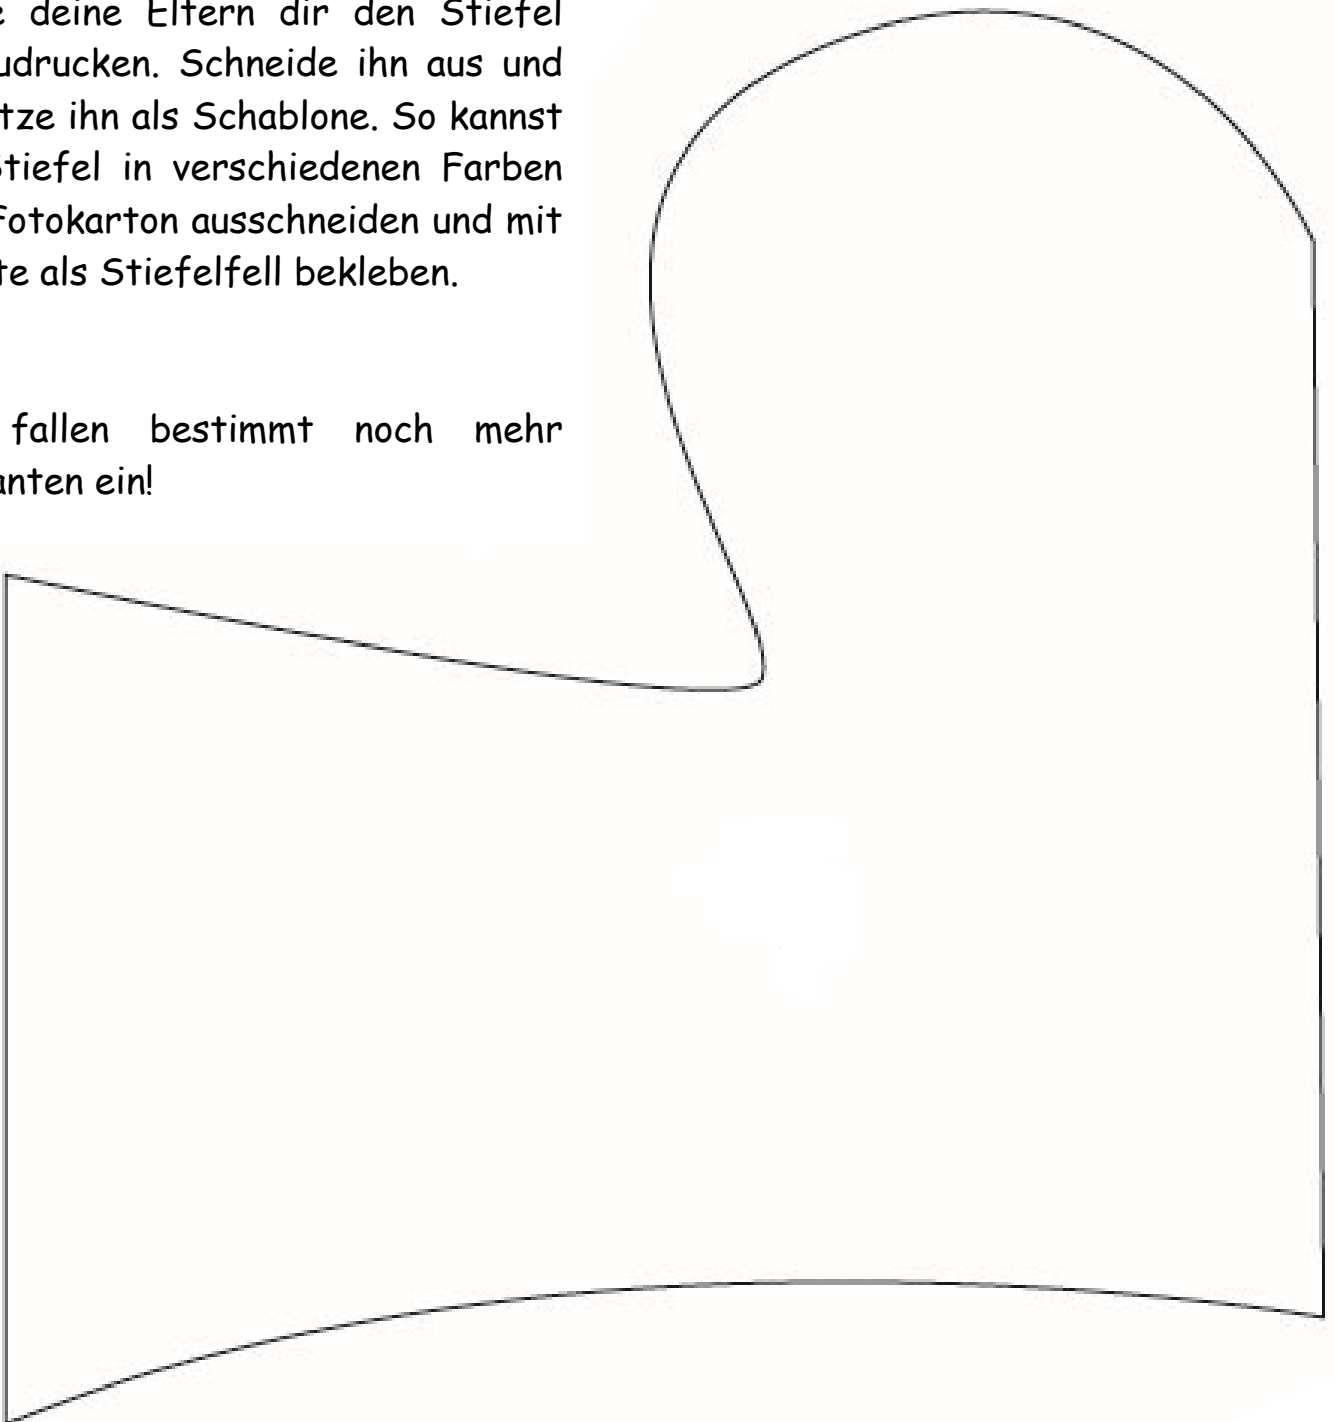 deine Eltern dir den Stiefel
udrucken. Schneide ihn aus und
tze ihn als Schablone. So kannst
Stiefel in verschiedenen Farben
Fotokarton ausschneiden und mit
te als Stiefelfell bekleben.
fallen bestimmt noch mehr
anten ein!